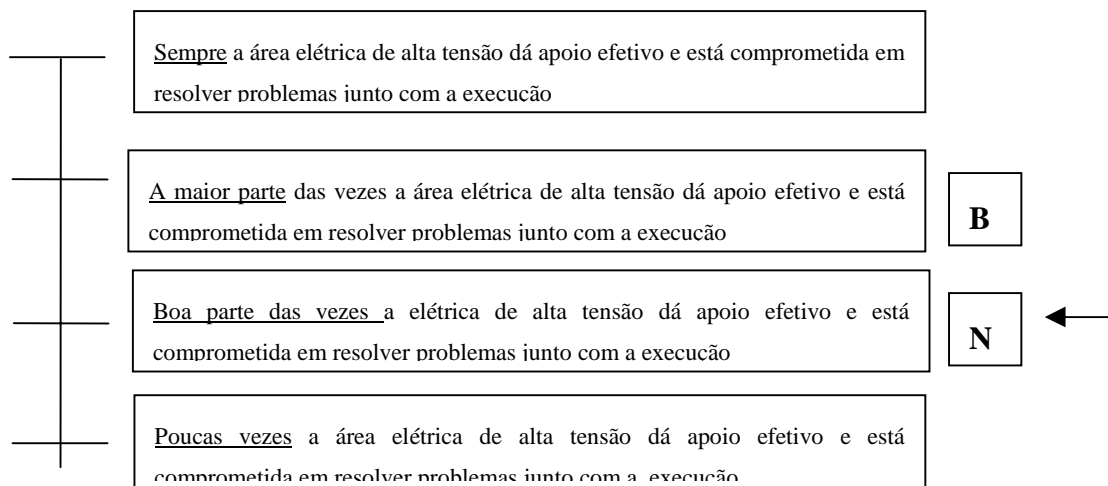 Sempre a área elétrica de alta tensão dá apoio efetivo e está comprometida em
resolver problemas junto com a execução
A maior parte das vezes a área elétrica de alta tensão dá apoio efetivo e está
comprometida em resolver problemas junto com a execução
B
Boa parte das vezes a elétrica de alta tensão dá apoio efetivo e está
comprometida em resolver problemas junto com a execução
N
Poucas vezes a área elétrica de alta tensão dá apoio efetivo e está
comprometida em resolver problemas junto com a execução